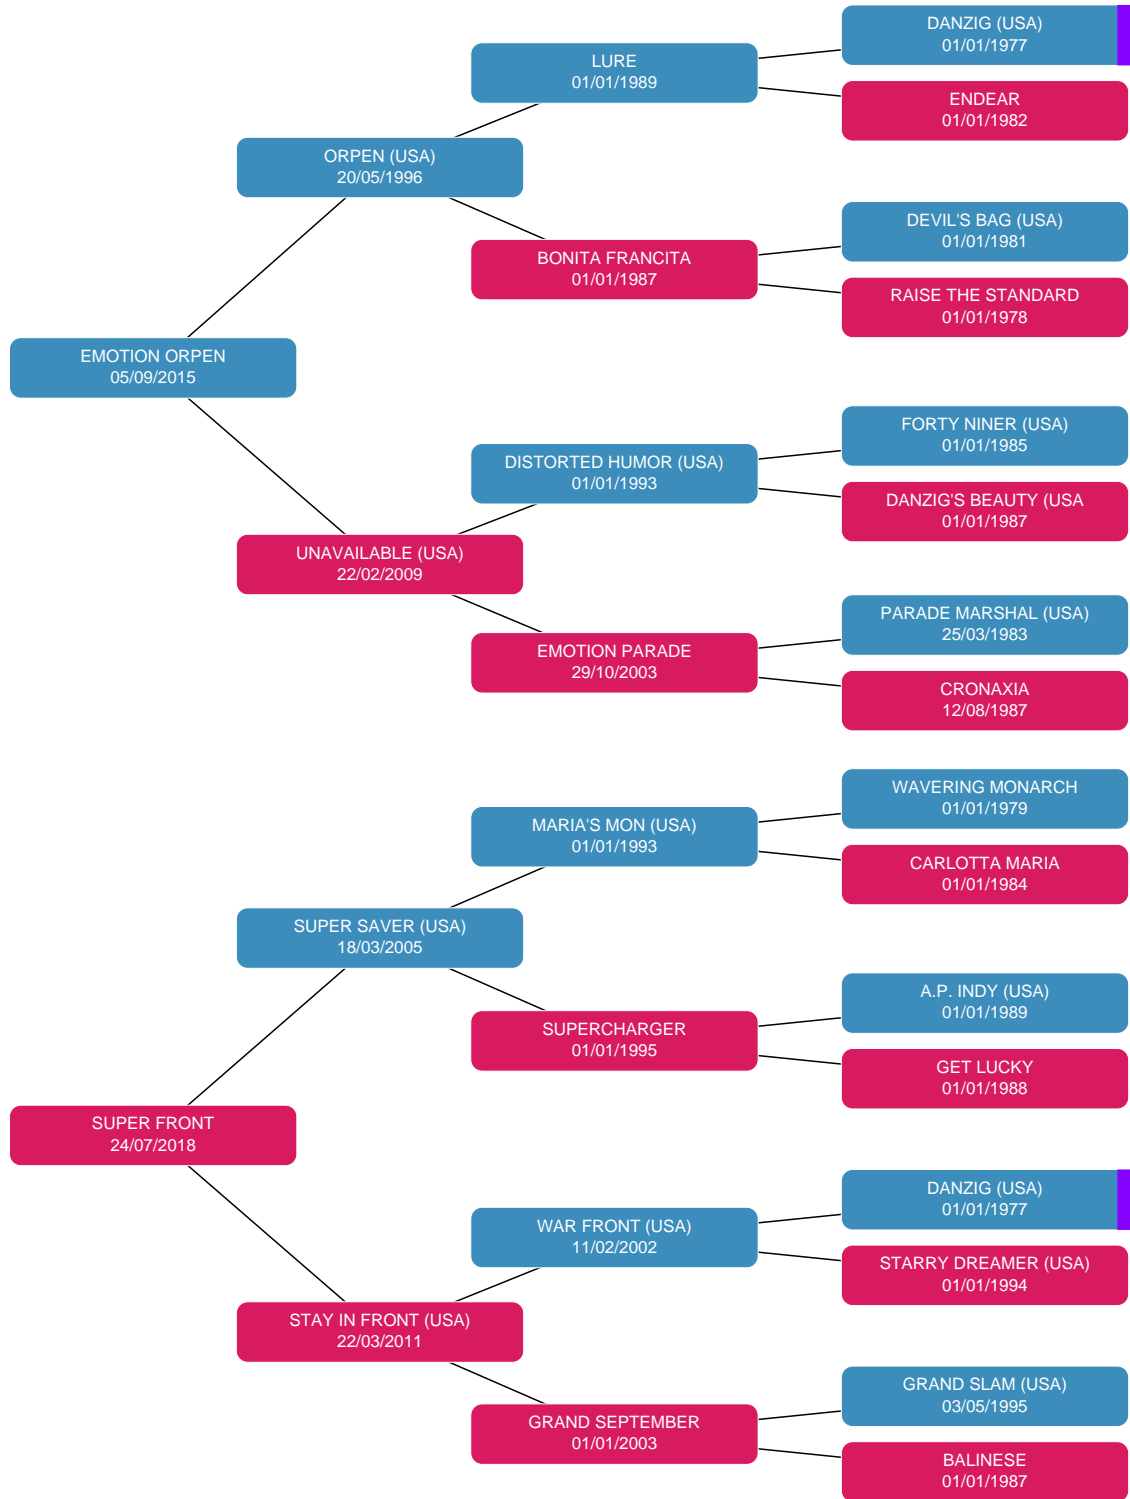 DANZIG (USA)
01/01/1977
LURE
01/01/1989
ENDEAR
01/01/1982
ORPEN (USA)
20/05/1996
DEVIL'S BAG (USA)
01/01/1981
BONITA FRANCITA
01/01/1987
RAISE THE STANDARD
01/01/1978
EMOTION ORPEN
05/09/2015
FORTY NINER (USA)
01/01/1985
DISTORTED HUMOR (USA)
01/01/1993
DANZIG'S BEAUTY (USA
01/01/1987
UNAVAILABLE (USA)
22/02/2009
PARADE MARSHAL (USA)
25/03/1983
EMOTION PARADE
29/10/2003
CRONAXIA
12/08/1987
WAVERING MONARCH
01/01/1979
MARIA'S MON (USA)
01/01/1993
CARLOTTA MARIA
01/01/1984
SUPER SAVER (USA)
18/03/2005
A.P. INDY (USA)
01/01/1989
SUPERCHARGER
01/01/1995
GET LUCKY
01/01/1988
SUPER FRONT
24/07/2018
DANZIG (USA)
01/01/1977
WAR FRONT (USA)
11/02/2002
STARRY DREAMER (USA)
01/01/1994
STAY IN FRONT (USA)
22/03/2011
GRAND SLAM (USA)
03/05/1995
GRAND SEPTEMBER
01/01/2003
BALINESE
01/01/1987